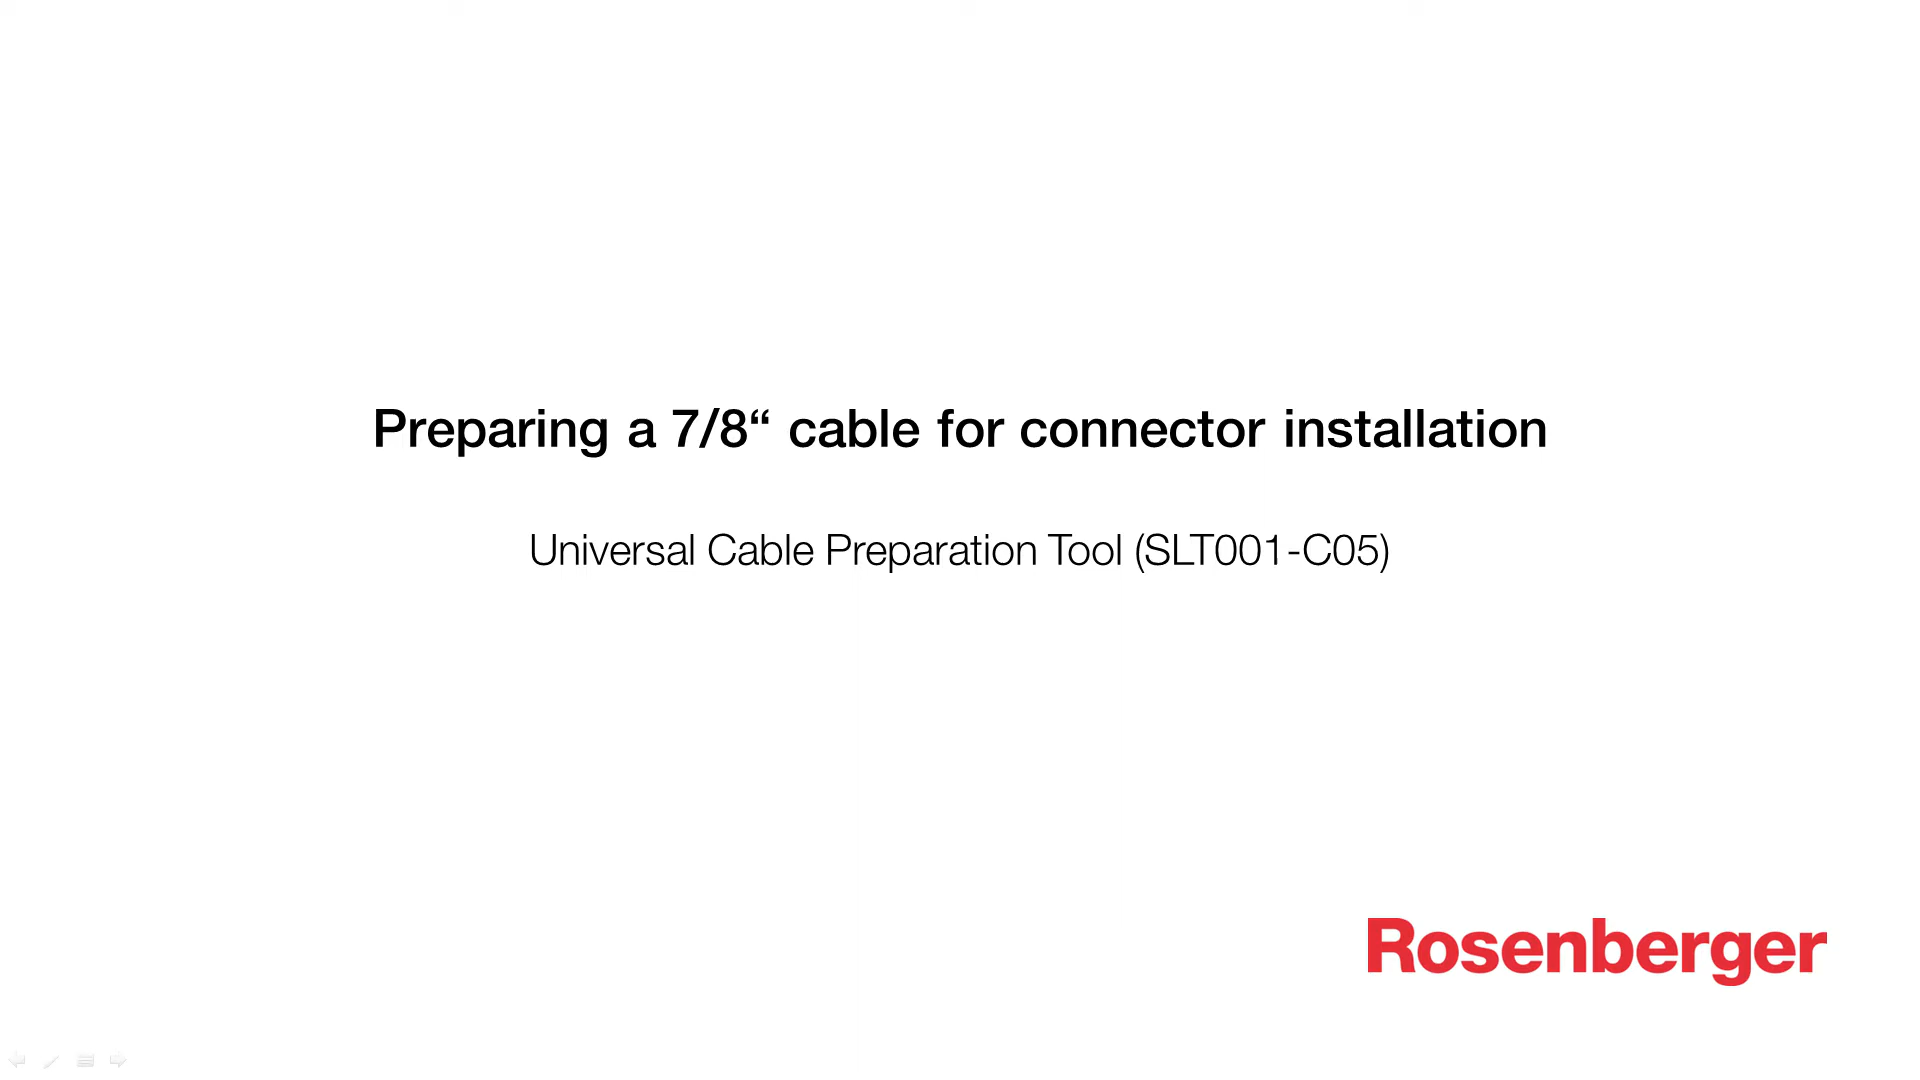 Preparing a 7/8“ cable for connector installation
Universal Cable Preparation Tool (SLT001-C05)
Rosenberger